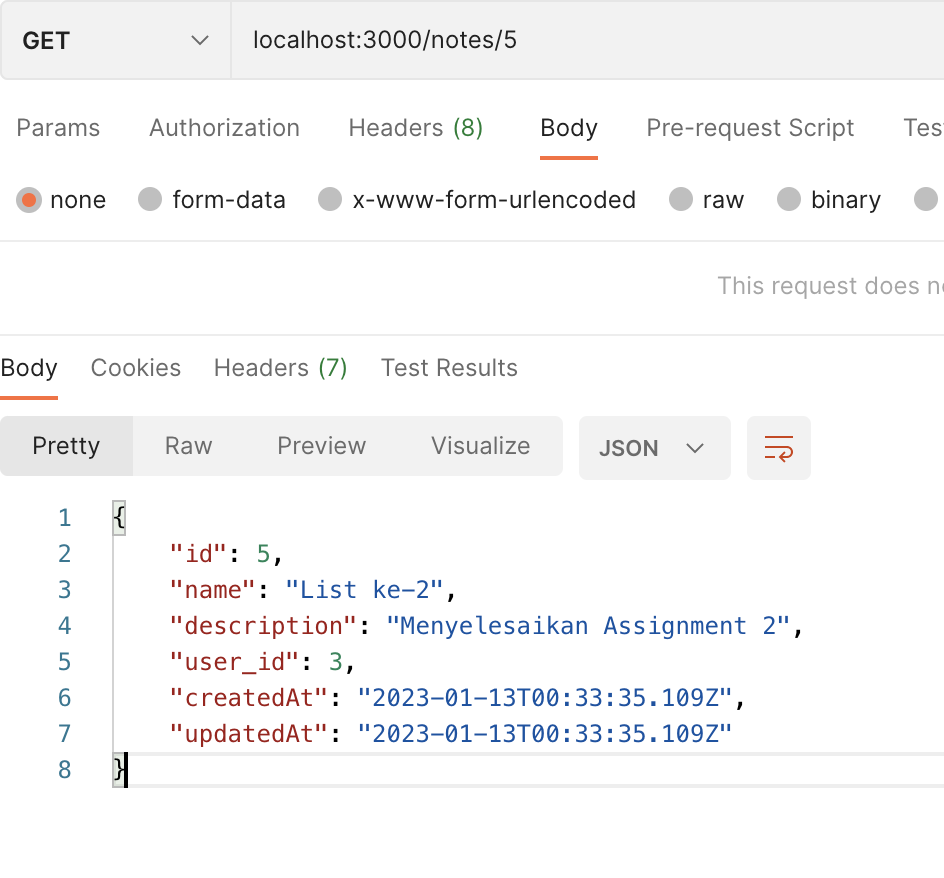 GET localhost:3000/notes/5
Params Authorization Headers (8) Body Pre-request Script Tes
none form-data x-www-form-urlencoded raw binary
This request does n
Body Cookies Headers (7) Test Results
Pretty Raw Preview Visualize JSON
1 {
2 "id": 5,
3 "name": "List ke-2",
4 "description": "Menyelesaikan Assignment 2",
5 "user_id": 3,
6 "createdAt": "2023-01-13T00:33:35.109Z",
7 "updatedAt": "2023-01-13T00:33:35.109Z"
8 }